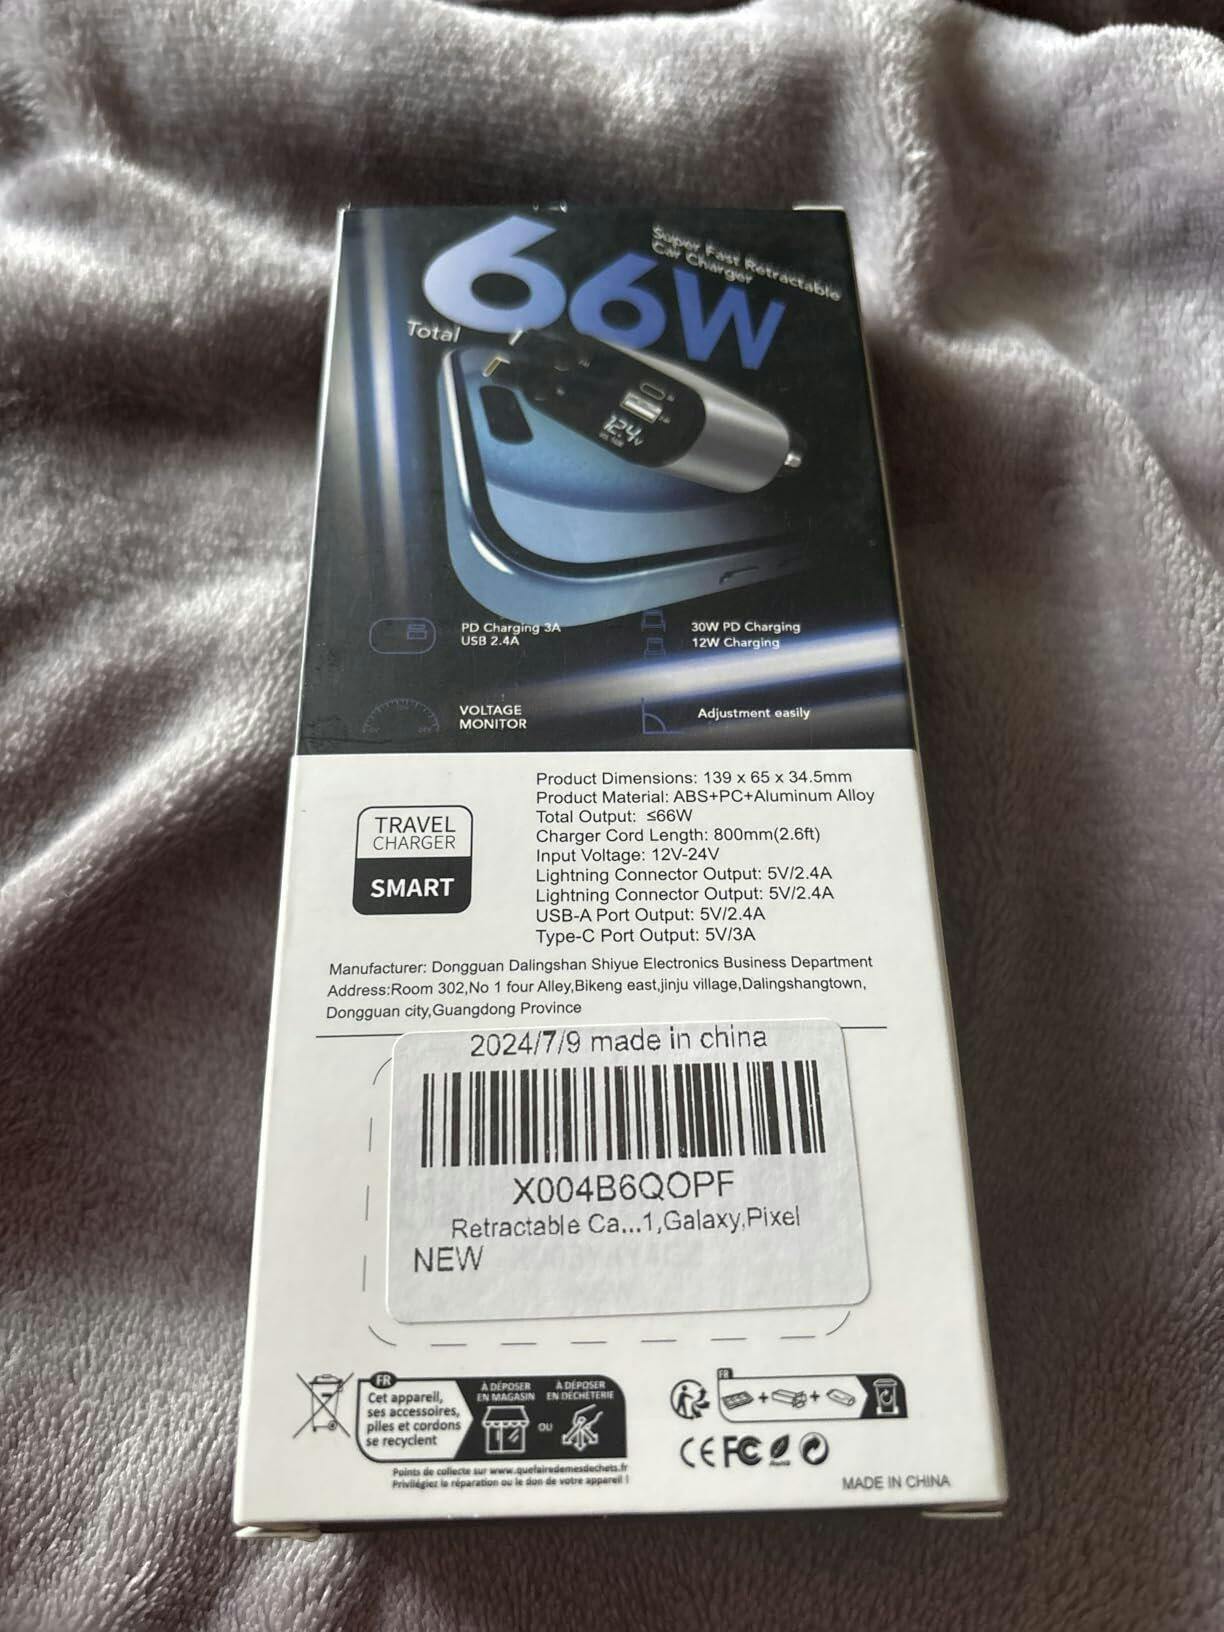 66W
Super Fast Retractable
Car Charger
Total
124V
PD Charging 3A
USB 2.4A
30W PD Charging
12W Charging
VOLTAGE
MONITOR
Adjustment easily
TRAVEL
CHARGER
SMART
Product Dimensions: 139 x 65 x 34.5mm
Product Material: ABS+PC+Aluminum Alloy
Total Output: ≤66W
Charger Cord Length: 800mm(2.6ft)
Input Voltage: 12V-24V
Lightning Connector Output: 5V/2.4A
Lightning Connector Output: 5V/2.4A
USB-A Port Output: 5V/2.4A
Type-C Port Output: 5V/3A
Manufacturer: Dongguan Dalingshan Shiyue Electronics Business Department
Address:Room 302,No 1 four Alley,Bikeng east,jinju village,Dalingshangtown,
Dongguan city,Guangdong Province
2024/7/9 made in china
X004B6QOPF
Retractable Ca...1,Galaxy,Pixel
NEW
FR
Cet appareil,
ses accessoires,
piles et cordons
se recyclent
À DÉPOSER
EN MAGASIN
OU
À DÉPOSER
EN DÉCHÈTERIE
Points de collecte sur www.quefairedemesdechets.fr
Privilégiez la réparation ou le don de votre appareil !
FR
+
+
CE FC
MADE IN CHINA